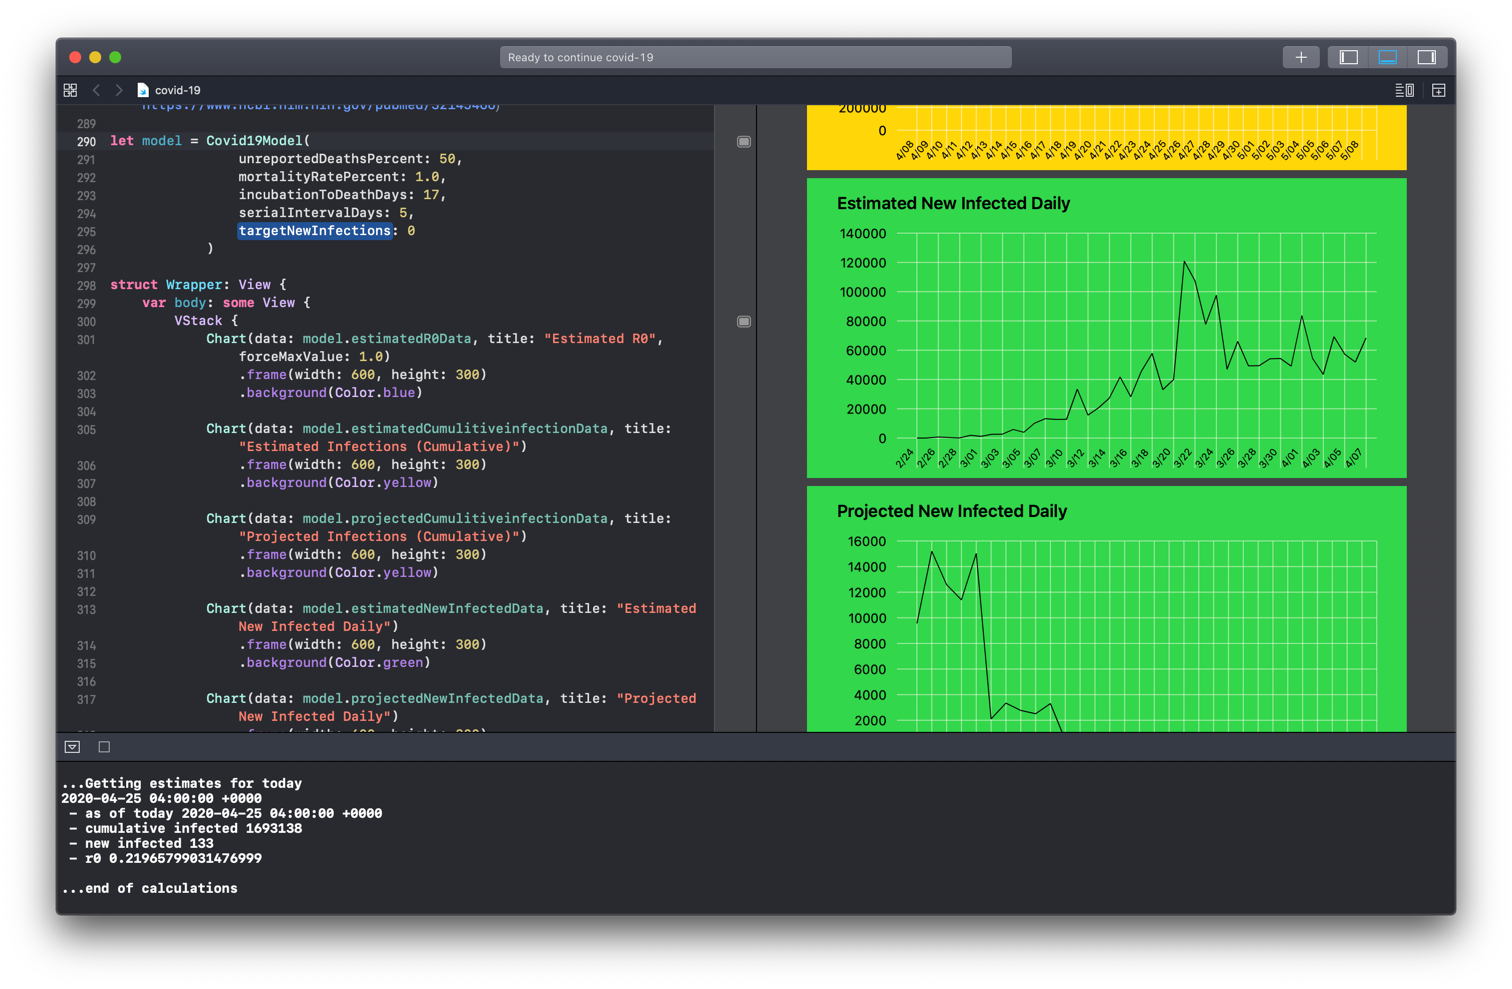 Ready to continue covid-19
covid-19
289
290 let model = Covid19Model(
291 unreportedDeathsPercent: 50,
292 mortalityRatePercent: 1.0,
293 incubationToDeathDays: 17,
294 serialIntervalDays: 5,
295 targetNewInfections: 0
296 )
297
298 struct Wrapper: View {
299 var body: some View {
300 VStack {
301 Chart(data: model.estimatedR0Data, title: "Estimated R0",
forceMaxValue: 1.0)
302 .frame(width: 600, height: 300)
303 .background(Color.blue)
304
305 Chart(data: model.estimatedCumulitiveinfectionData, title:
"Estimated Infections (Cumulative)")
306 .frame(width: 600, height: 300)
307 .background(Color.yellow)
308
309 Chart(data: model.projectedCumulitiveinfectionData, title:
"Projected Infections (Cumulative)")
310 .frame(width: 600, height: 300)
311 .background(Color.yellow)
312
313 Chart(data: model.estimatedNewInfectedData, title: "Estimated
New Infected Daily")
314 .frame(width: 600, height: 300)
315 .background(Color.green)
316
317 Chart(data: model.projectedNewInfectedData, title: "Projected
New Infected Daily")
200000
0
4/08 4/09 4/10 4/11 4/12 4/13 4/14 4/15 4/16 4/17 4/18 4/19 4/20 4/21 4/22 4/23 4/24 4/25 4/26 4/27 4/28 4/29 4/30 5/01 5/02 5/03 5/04 5/05 5/06 5/07 5/08
Estimated New Infected Daily
140000
120000
100000
80000
60000
40000
20000
0
2/24 2/26 2/28 3/01 3/03 3/05 3/07 3/10 3/12 3/14 3/16 3/18 3/20 3/22 3/24 3/26 3/28 3/30 4/01 4/03 4/05 4/07
Projected New Infected Daily
16000
14000
12000
10000
8000
6000
4000
2000
...Getting estimates for today
2020-04-25 04:00:00 +0000
- as of today 2020-04-25 04:00:00 +0000
- cumulative infected 1693138
- new infected 133
- r0 0.21965799031476999
...end of calculations